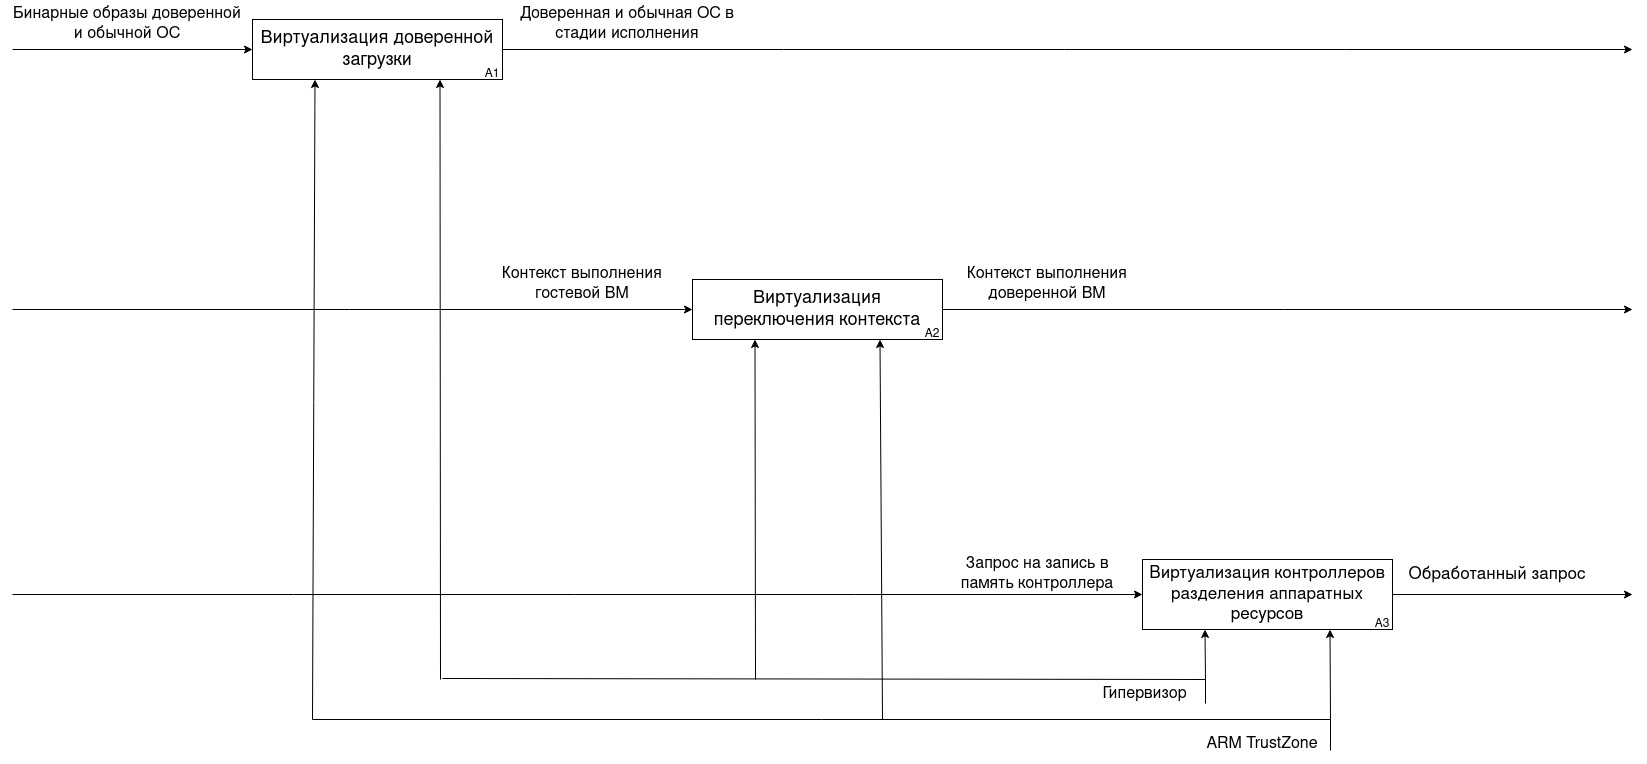 Бинарные образы доверенной
и обычной ОС
Виртуализация доверенной
загрузки
A1
Доверенная и обычная ОС в
стадии исполнения
Контекст выполнения
гостевой ВМ
Виртуализация
переключения контекста
A2
Контекст выполнения
доверенной ВМ
Запрос на запись в
память контроллера
Виртуализация контроллеров
разделения аппаратных
ресурсов
A3
Обработанный запрос
Гипервизор
ARM TrustZone